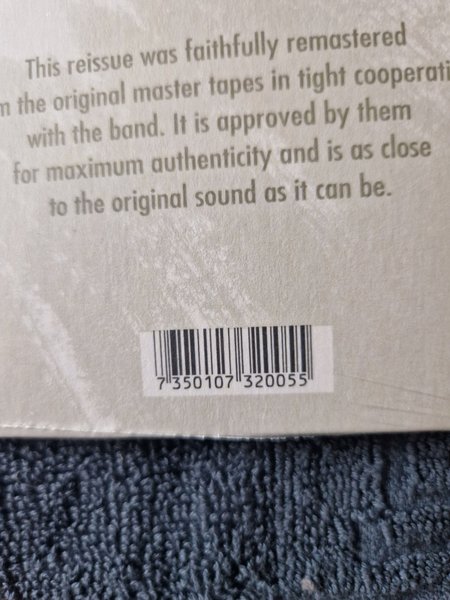 This reissue was faithfully remastered
m the original master tapes in tight cooperati
with the band. It is approved by them
for maximum authenticity and is as close
to the original sound as it can be.
7 350107 320055